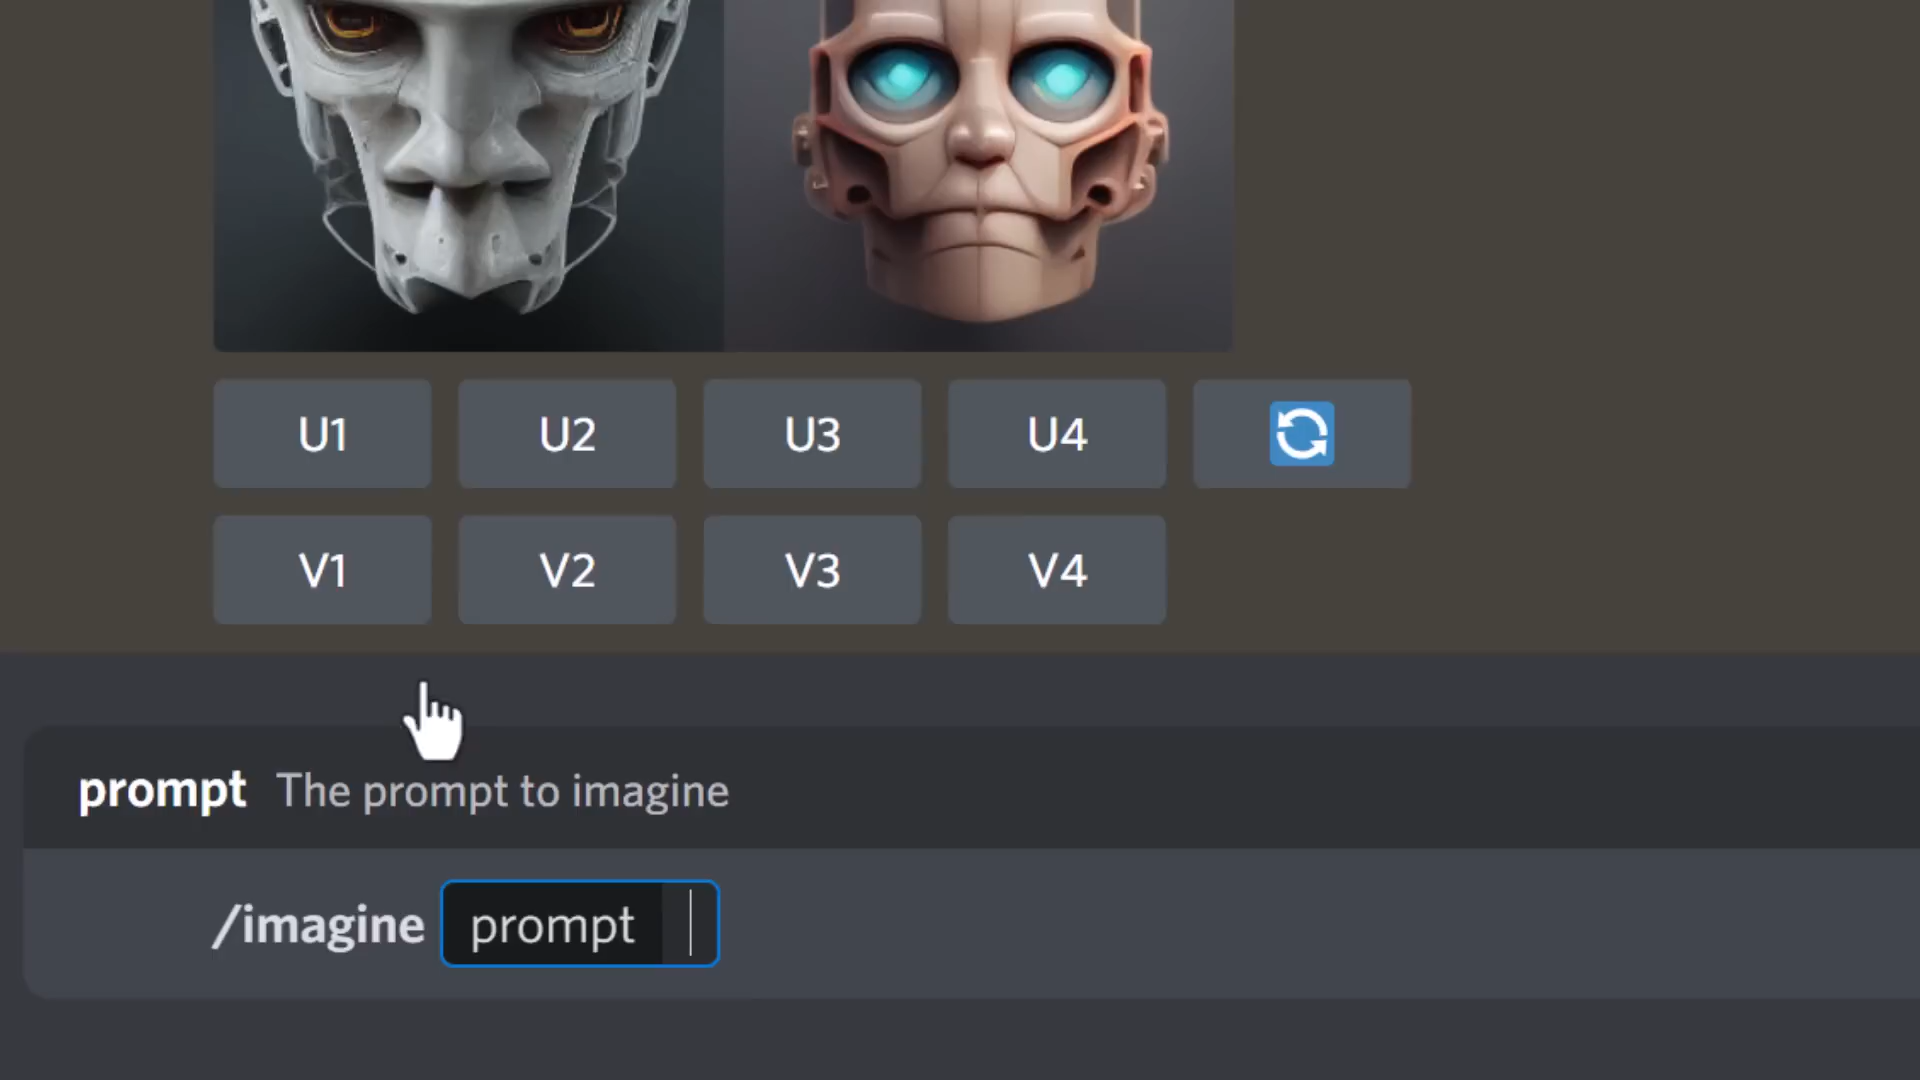 U1 U2 U3 U4
V1 V2 V3 V4
prompt The prompt to imagine
/imagine prompt